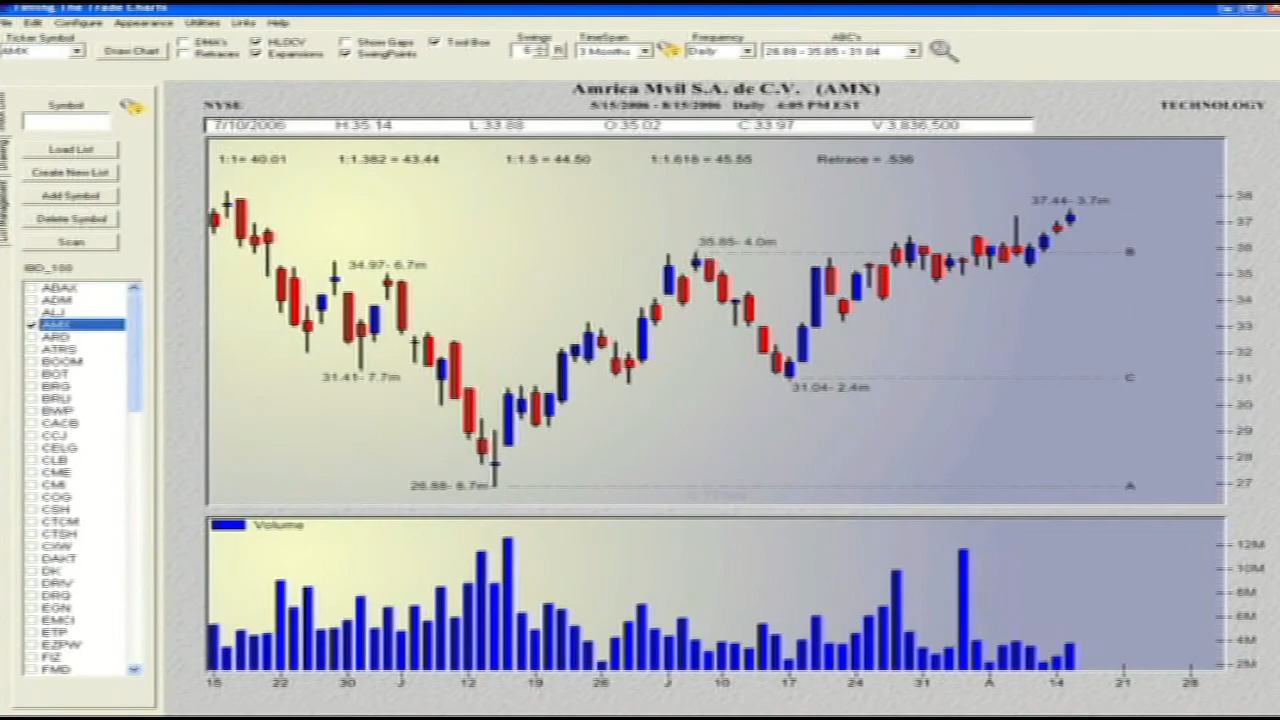 Timing The Trade Charts
File Edit Configure Appearance Utilities Links Help
Ticker Symbol
AMX
Draw Chart
DMA's
HLOCV
Show Gaps
Tool Box
Retraces
Expansions
SwingPoints
Swings
6
R
TimeSpan
3 Months
Frequency
Daily
ABC's
26.88 - 35.85 - 31.04
Amrica Mvil S.A. de C.V. (AMX)
NYSE
5/15/2006 - 8/15/2006 Daily 4:05 PM EST
TECHNOLOGY
7/10/2006 H:35.14 L:33.88 O:35.02 C:33.97 V:3,836,500
1:1= 40.01 1:1.382 = 43.44 1:1.5 = 44.50 1:1.618 = 45.55 Retrace = .536
Symbol
Load List
Create New List
Add Symbol
Delete Symbol
Scan
IBD_100
ABAX
ADM
ALJ
AMX
ARD
ATRS
BOOM
BOT
BRG
BRLI
BWP
CACB
CCJ
CELG
CLB
CME
CMI
COG
CSH
CTCM
CTSH
CXW
DAKT
DK
DRIV
DRQ
EGN
EMCI
ETP
EZPW
FIZ
FMD
37.44- 3.7m
35.85- 4.0m
B
34.97- 6.7m
31.41- 7.7m
C
31.04- 2.4m
26.88- 8.7m
A
38
37
36
35
34
33
32
31
30
29
28
27
Volume
12M
10M
8M
6M
4M
2M
15 22 30 J 12 19 26 J 10 17 24 31 A 14 21 28